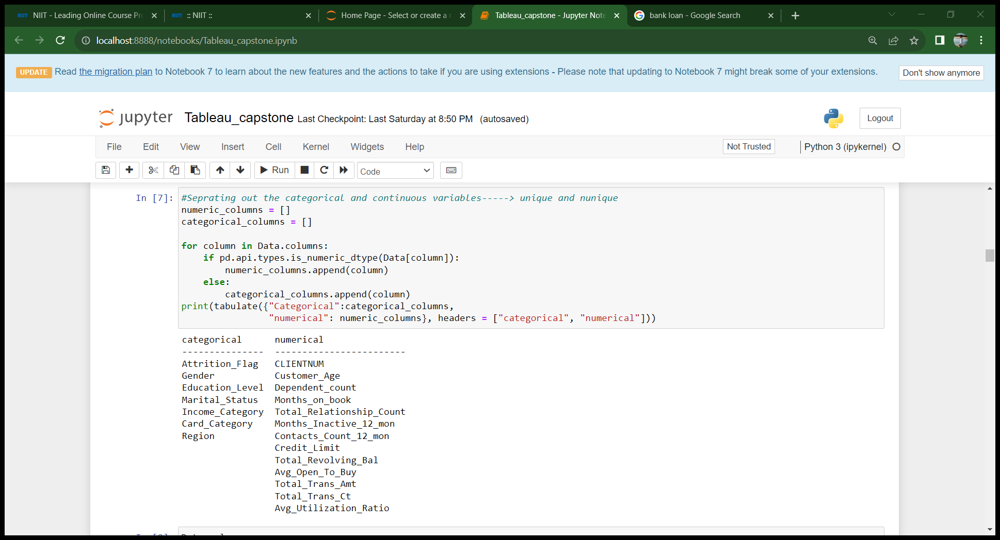 NIIT NIIT - Leading Online Course Pro
NIIT :: NIIT ::
Home Page - Select or create a n
Tableau_capstone - Jupyter Note
bank loan - Google Search
localhost:8888/notebooks/Tableau_capstone.ipynb
UPDATE Read the migration plan to Notebook 7 to learn about the new features and the actions to take if you are using extensions - Please note that updating to Notebook 7 might break some of your extensions.
Don't show anymore
jupyter Tableau_capstone Last Checkpoint: Last Saturday at 8:50 PM (autosaved)
Logout
File Edit View Insert Cell Kernel Widgets Help
Not Trusted
Python 3 (ipykernel)
Run
Code
In [7]: #Seprating out the categorical and continuous variables-----> unique and nunique
numeric_columns = []
categorical_columns = []
for column in Data.columns:
    if pd.api.types.is_numeric_dtype(Data[column]):
        numeric_columns.append(column)
    else:
        categorical_columns.append(column)
print(tabulate({"Categorical":categorical_columns,
                "numerical": numeric_columns}, headers = ["categorical", "numerical"]))
categorical      numerical
---------------  ------------------------
Attrition_Flag   CLIENTNUM
Gender           Customer_Age
Education_Level  Dependent_count
Marital_Status   Months_on_book
Income_Category  Total_Relationship_Count
Card_Category    Months_Inactive_12_mon
Region           Contacts_Count_12_mon
                 Credit_Limit
                 Total_Revolving_Bal
                 Avg_Open_To_Buy
                 Total_Trans_Amt
                 Total_Trans_Ct
                 Avg_Utilization_Ratio